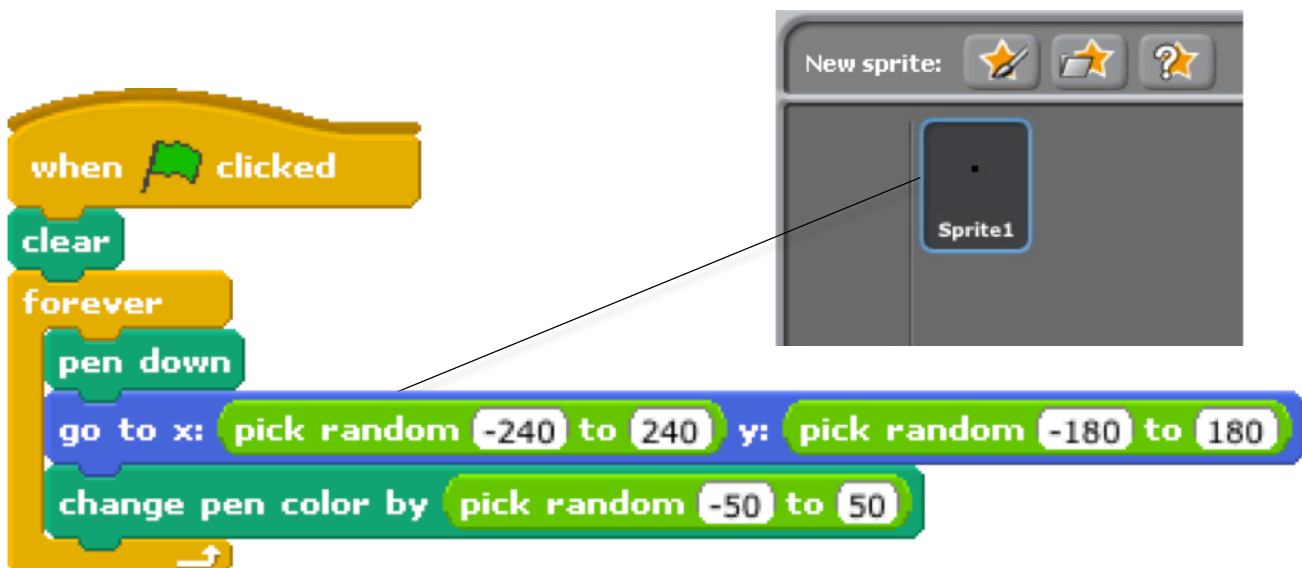 New sprite:
Sprite1
when clicked
clear
forever
pen down
go to x: pick random -240 to 240 y: pick random -180 to 180
change pen color by pick random -50 to 50